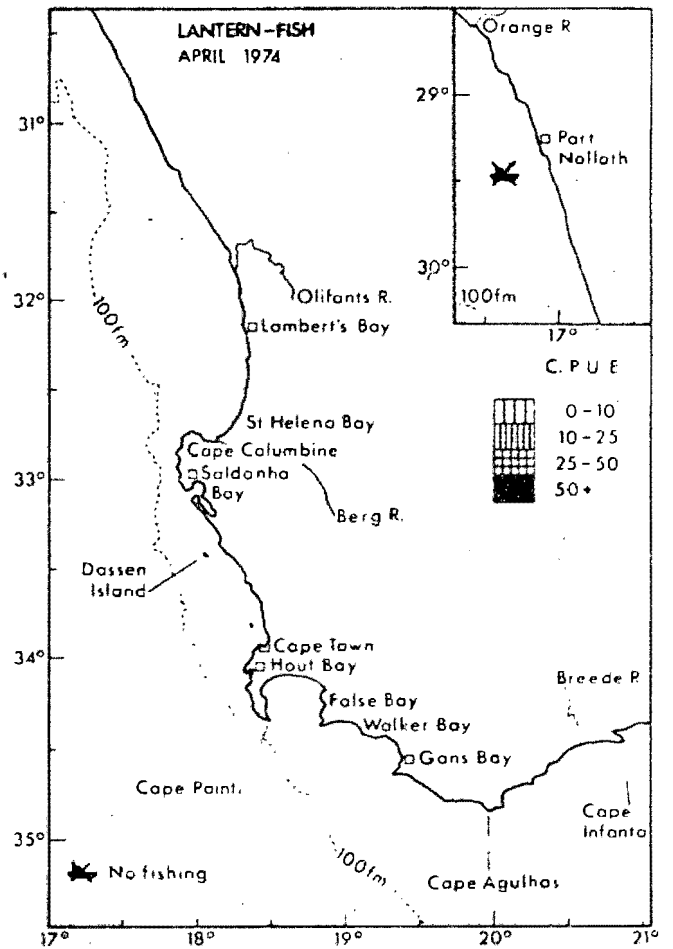 LANTERN-FISH
APRIL 1974
Orange R
29°
Port
Nolloth
30°
100fm
17°
31°
32°
33°
34°
35°
Olifants R.
100fm
Lambert's Bay
C. P U E
0-10
10-25
25-50
50+
St Helena Bay
Cape Columbine
Saldanha
Bay
Berg R.
Dassen
Island
Cape Town
Hout Bay
False Bay
Walker Bay
Gans Bay
Breede R.
Cape Point
Cape
Infanta
100fm
Cape Agulhas
No fishing
17°
18°
19°
20°
21°